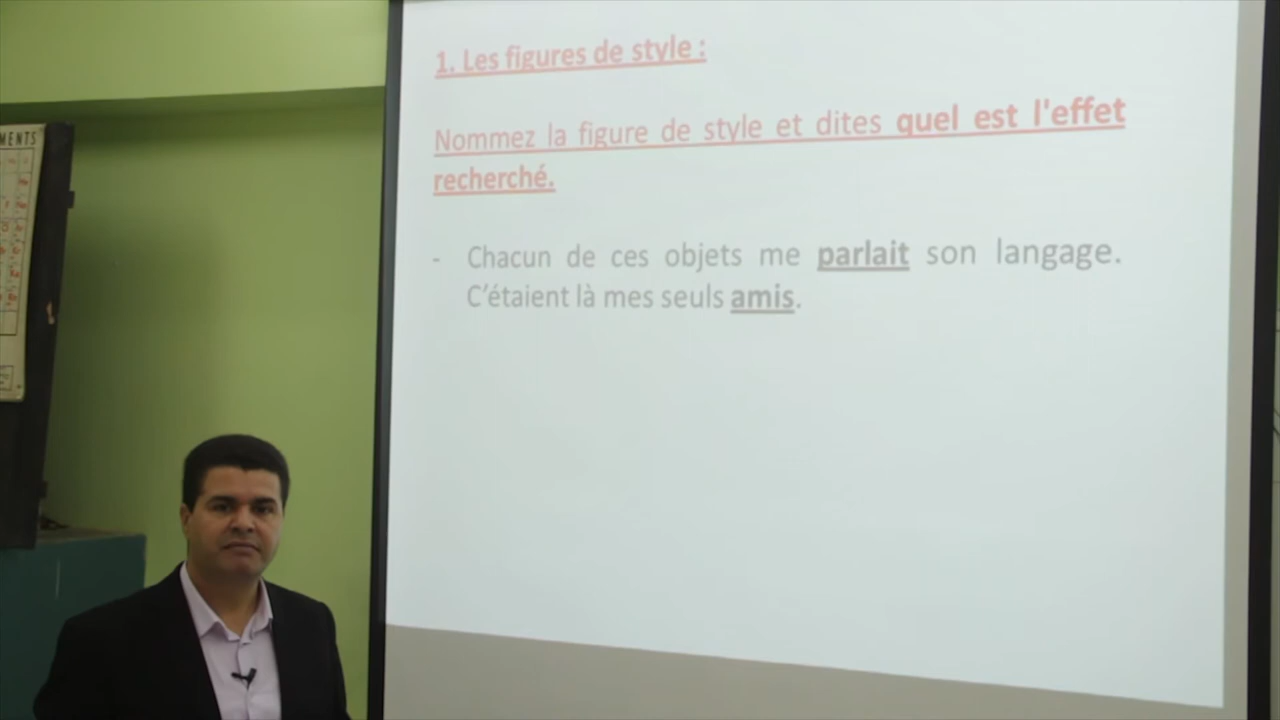 MENTS
1. Les figures de style :
Nommez la figure de style et dites quel est l'effet
recherché.
- Chacun de ces objets me parlait son langage.
C’étaient là mes seuls amis.